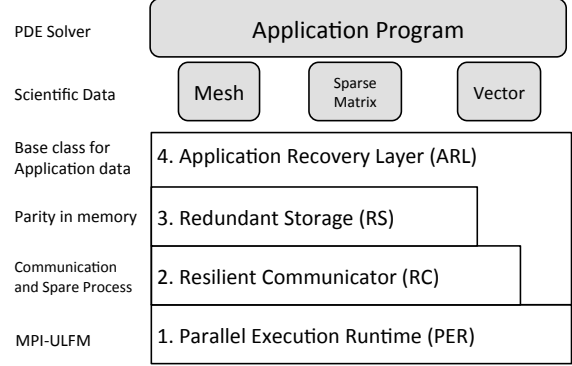 PDE Solver
Application Program
Scientific Data
Mesh
Sparse
Matrix
Vector
Base class for
Application data
4. Application Recovery Layer (ARL)
Parity in memory
3. Redundant Storage (RS)
Communication
and Spare Process
2. Resilient Communicator (RC)
MPI-ULFM
1. Parallel Execution Runtime (PER)